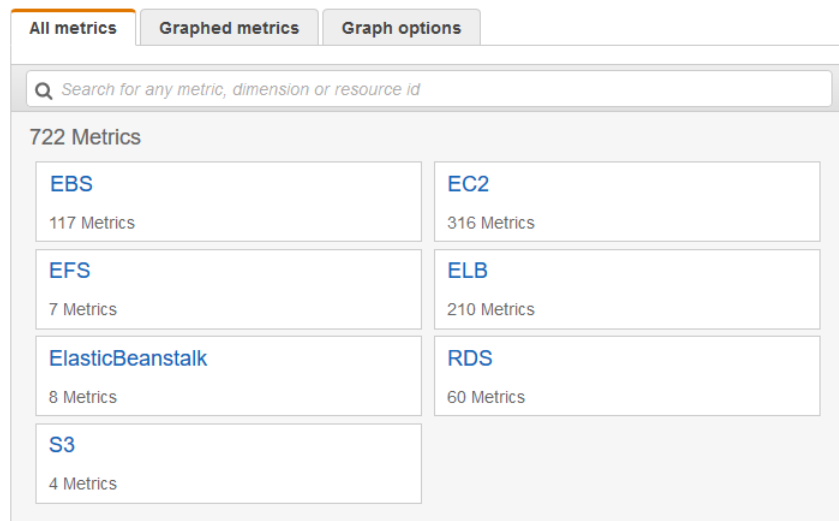 All metrics Graphed metrics Graph options
Search for any metric, dimension or resource id
722 Metrics
EBS
117 Metrics
EC2
316 Metrics
EFS
7 Metrics
ELB
210 Metrics
ElasticBeanstalk
8 Metrics
RDS
60 Metrics
S3
4 Metrics